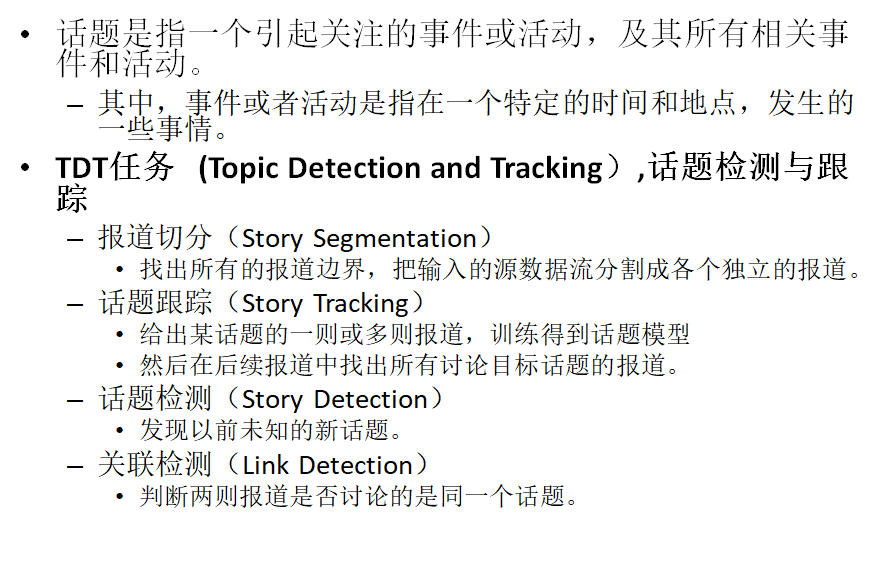 • 话题是指一个引起关注的事件或活动，及其所有相关事
件和活动。
– 其中，事件或者活动是指在一个特定的时间和地点，发生的
一些事情。
• TDT任务 (Topic Detection and Tracking）,话题检测与跟
踪
– 报道切分（Story Segmentation）
• 找出所有的报道边界，把输入的源数据流分割成各个独立的报道。
– 话题跟踪（Story Tracking）
• 给出某话题的一则或多则报道，训练得到话题模型
• 然后在后续报道中找出所有讨论目标话题的报道。
– 话题检测（Story Detection）
• 发现以前未知的新话题。
– 关联检测（Link Detection）
• 判断两则报道是否讨论的是同一个话题。